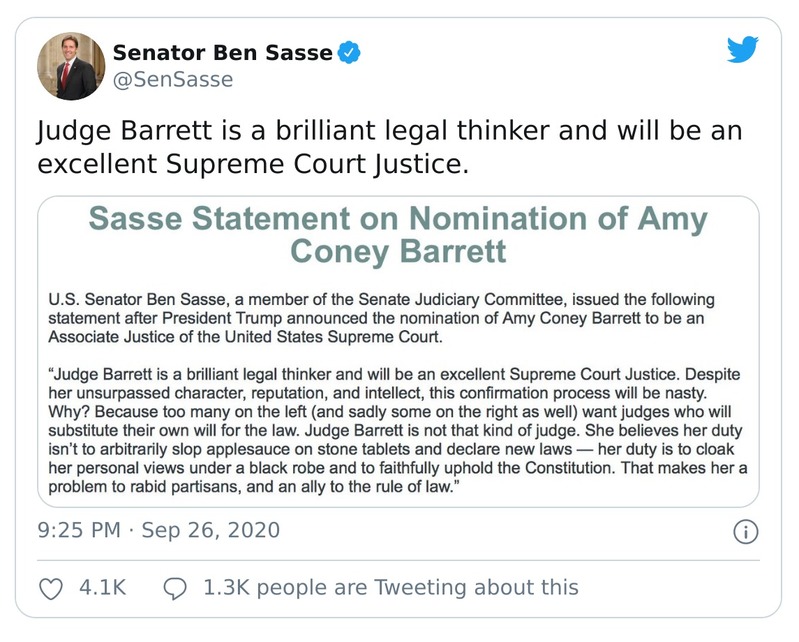 Senator Ben Sasse
@SenSasse
Judge Barrett is a brilliant legal thinker and will be an
excellent Supreme Court Justice.
Sasse Statement on Nomination of Amy
Coney Barrett
U.S. Senator Ben Sasse, a member of the Senate Judiciary Committee, issued the following
statement after President Trump announced the nomination of Amy Coney Barrett to be an
Associate Justice of the United States Supreme Court.
“Judge Barrett is a brilliant legal thinker and will be an excellent Supreme Court Justice. Despite
her unsurpassed character, reputation, and intellect, this confirmation process will be nasty.
Why? Because too many on the left (and sadly some on the right as well) want judges who will
substitute their own will for the law. Judge Barrett is not that kind of judge. She believes her duty
isn’t to arbitrarily slop applesauce on stone tablets and declare new laws — her duty is to cloak
her personal views under a black robe and to faithfully uphold the Constitution. That makes her a
problem to rabid partisans, and an ally to the rule of law.”
9:25 PM · Sep 26, 2020
4.1K
1.3K people are Tweeting about this